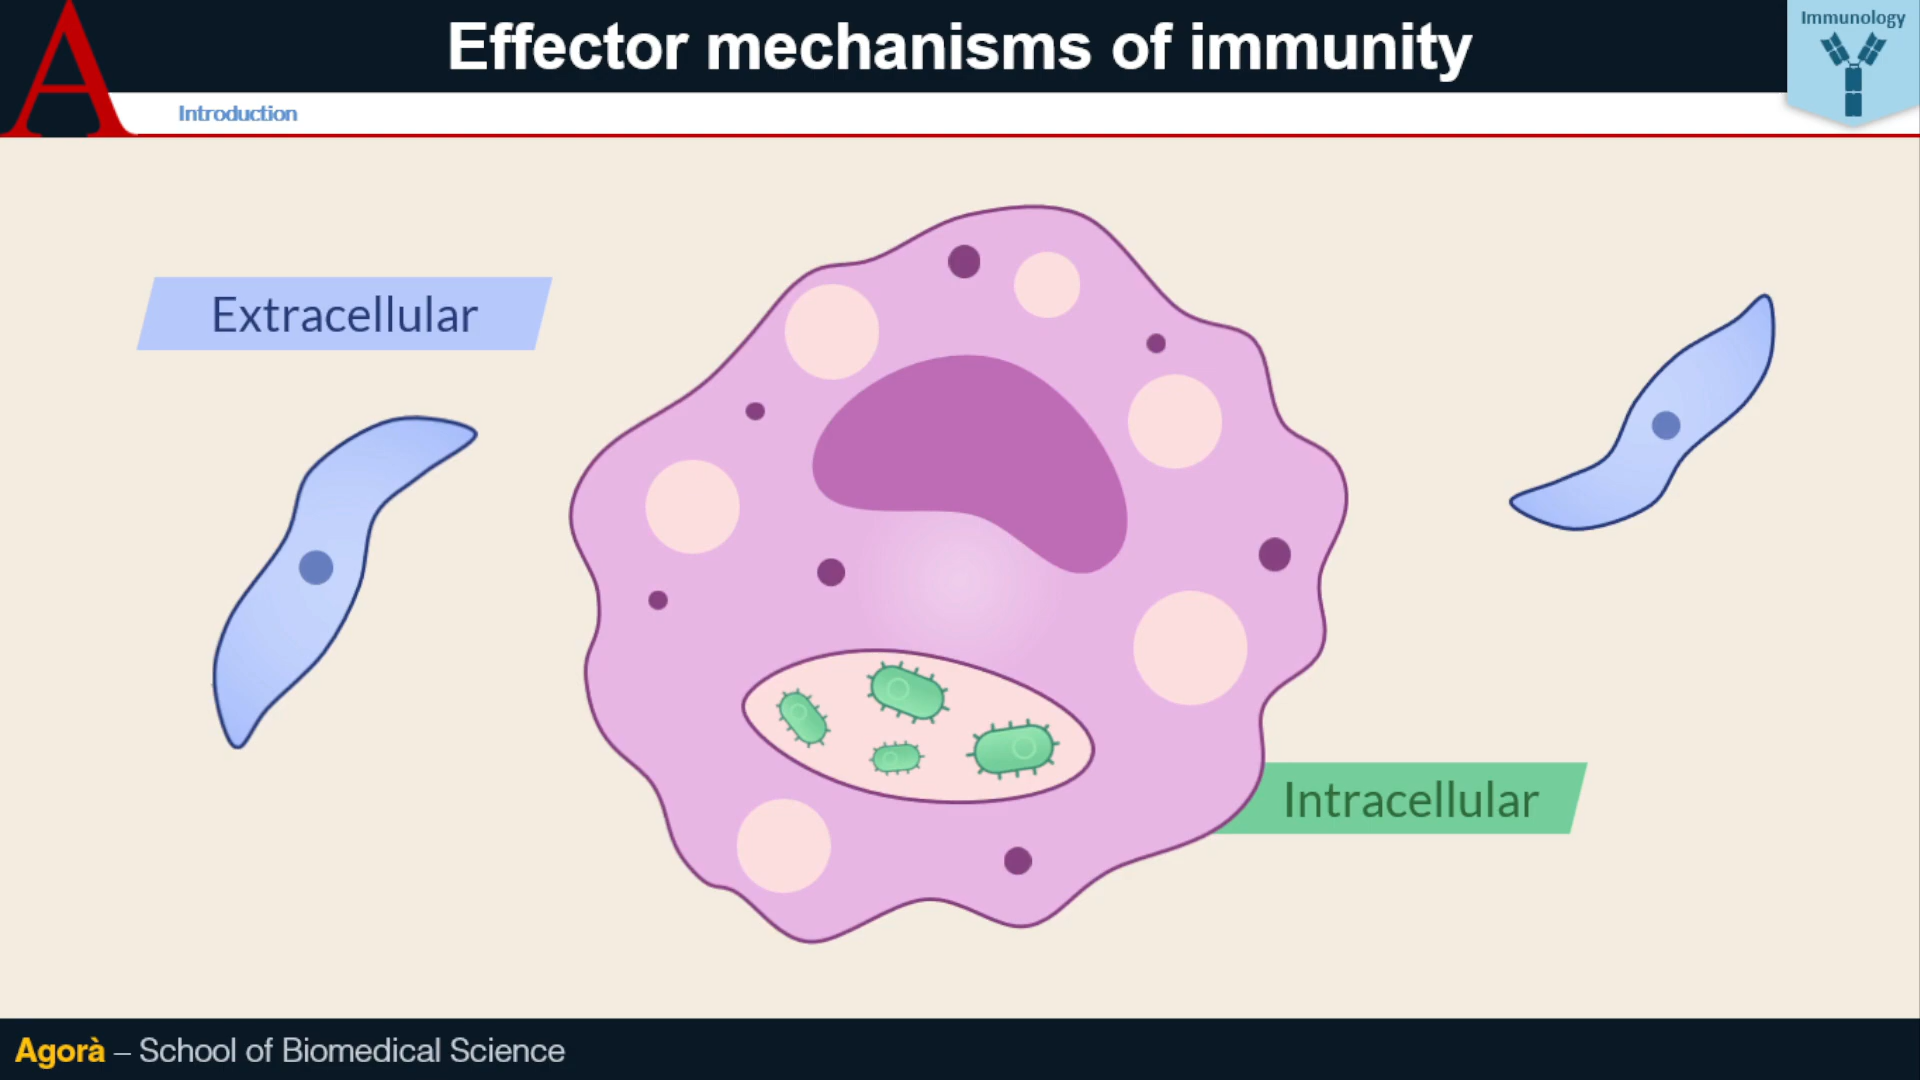 A
Effector mechanisms of immunity
Immunology
Introduction
Extracellular
Intracellular
Agorà – School of Biomedical Science